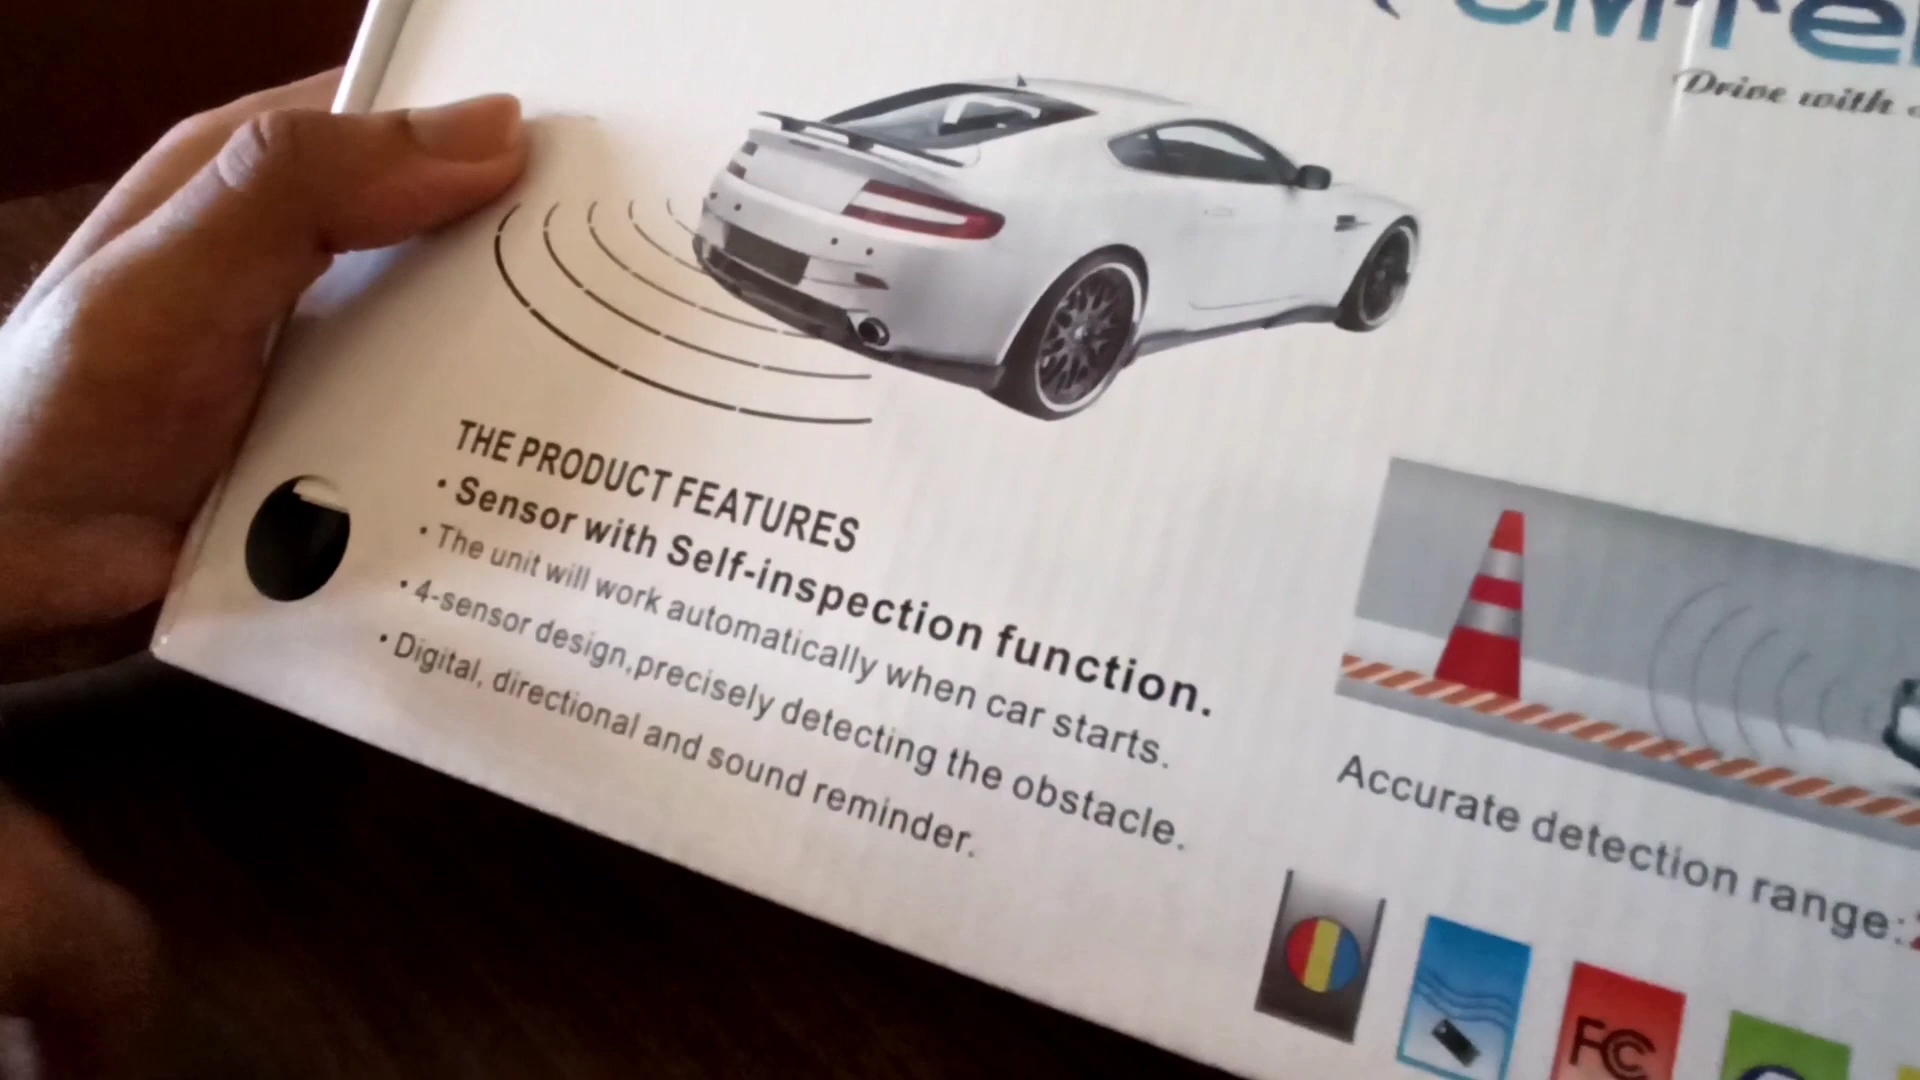 Drive with
THE PRODUCT FEATURES
• Sensor with Self-inspection function.
• The unit will work automatically when car starts.
• 4-sensor design,precisely detecting the obstacle.
• Digital, directional and sound reminder.
Accurate detection range:
FC